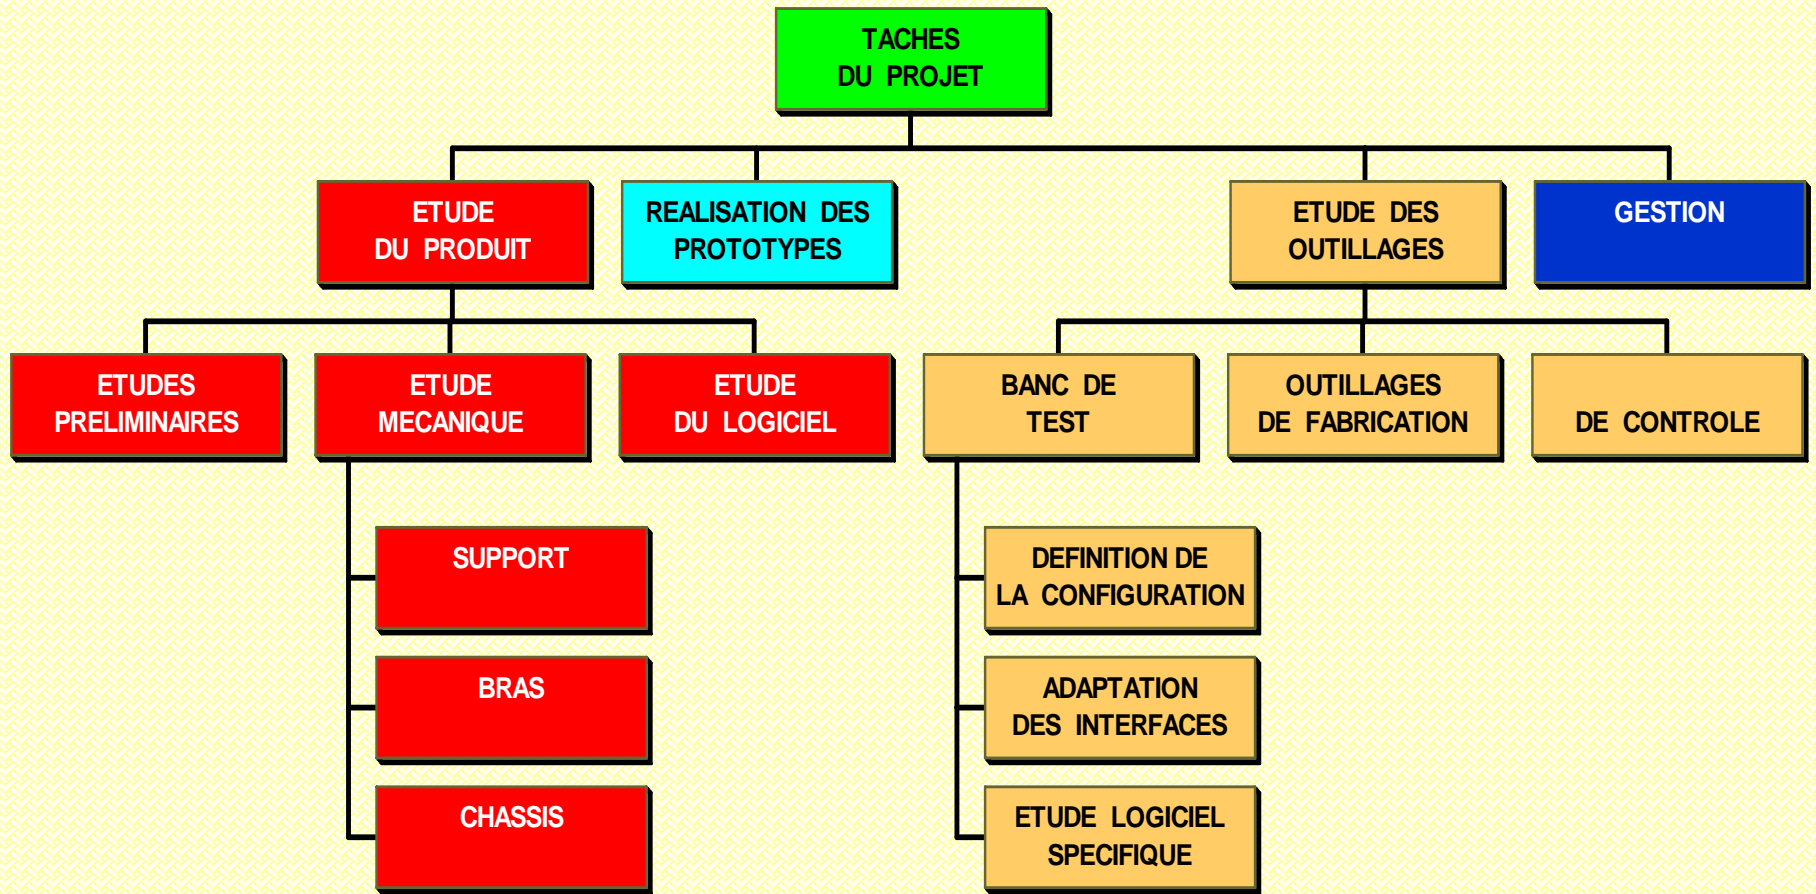 TACHES
DU PROJET
ETUDE
DU PRODUIT
REALISATION DES
PROTOTYPES
ETUDE DES
OUTILLAGES
GESTION
ETUDES
PRELIMINAIRES
ETUDE
MECANIQUE
ETUDE
DU LOGICIEL
BANC DE
TEST
OUTILLAGES
DE FABRICATION
DE CONTROLE
SUPPORT
BRAS
CHASSIS
DEFINITION DE
LA CONFIGURATION
ADAPTATION
DES INTERFACES
ETUDE LOGICIEL
SPECIFIQUE